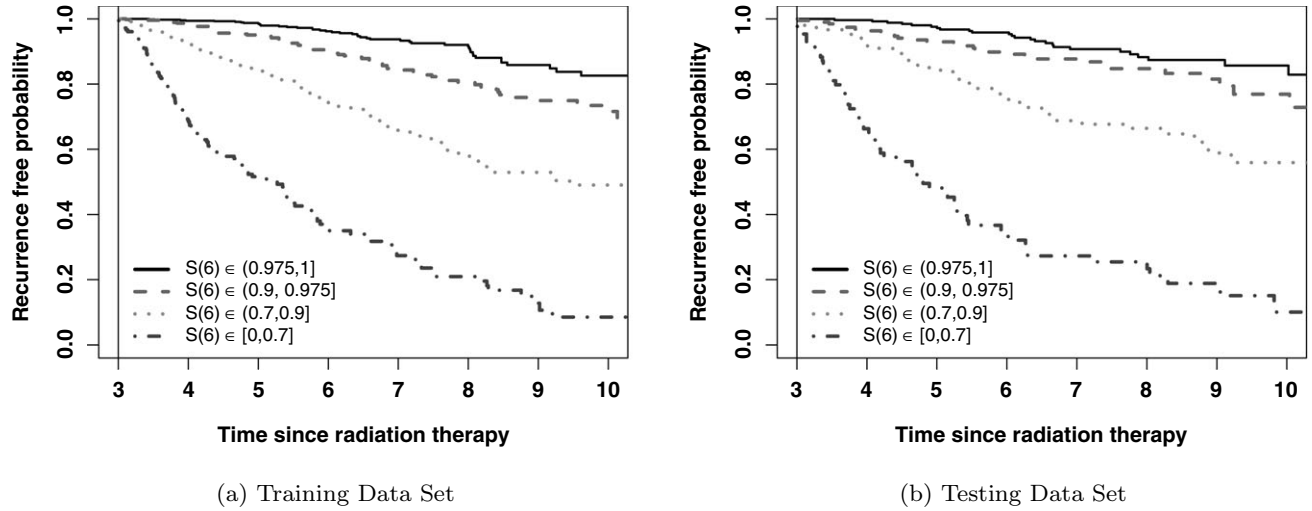 Recurrence free probability
1.0
0.8
0.6
0.4
0.2
0.0
S(6) ∈ (0.975,1]
S(6) ∈ (0.9, 0.975]
S(6) ∈ (0.7,0.9]
S(6) ∈ [0,0.7]
3 4 5 6 7 8 9 10
Time since radiation therapy
(a) Training Data Set
Recurrence free probability
1.0
0.8
0.6
0.4
0.2
0.0
S(6) ∈ (0.975,1]
S(6) ∈ (0.9, 0.975]
S(6) ∈ (0.7,0.9]
S(6) ∈ [0,0.7]
3 4 5 6 7 8 9 10
Time since radiation therapy
(b) Testing Data Set